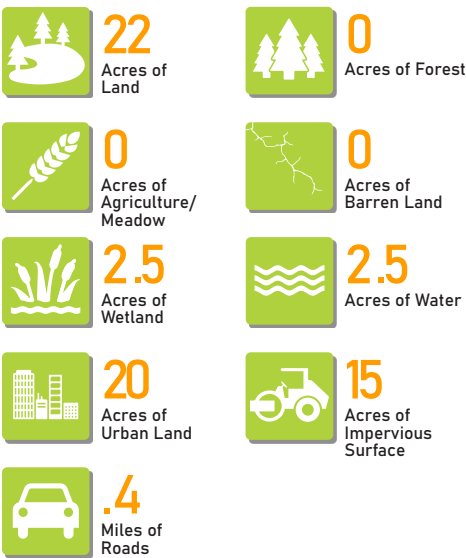 22
Acres of
Land
0
Acres of Forest
0
Acres of
Agriculture/
Meadow
0
Acres of
Barren Land
2.5
Acres of
Wetland
2.5
Acres of Water
20
Acres of
Urban Land
15
Acres of
Impervious
Surface
.4
Miles of
Roads